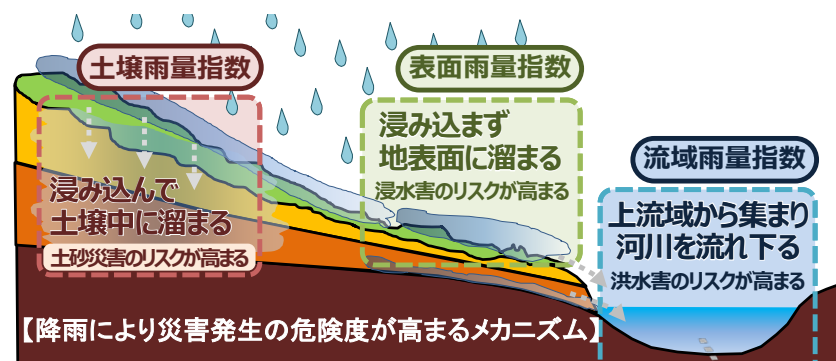 土壌雨量指数
表面雨量指数
浸み込まず
地表面に溜まる
浸水害のリスクが高まる
流域雨量指数
浸み込んで
土壌中に溜まる
土砂災害のリスクが高まる
上流域から集まり
河川を流れ下る
洪水害のリスクが高まる
【降雨により災害発生の危険度が高まるメカニズム】